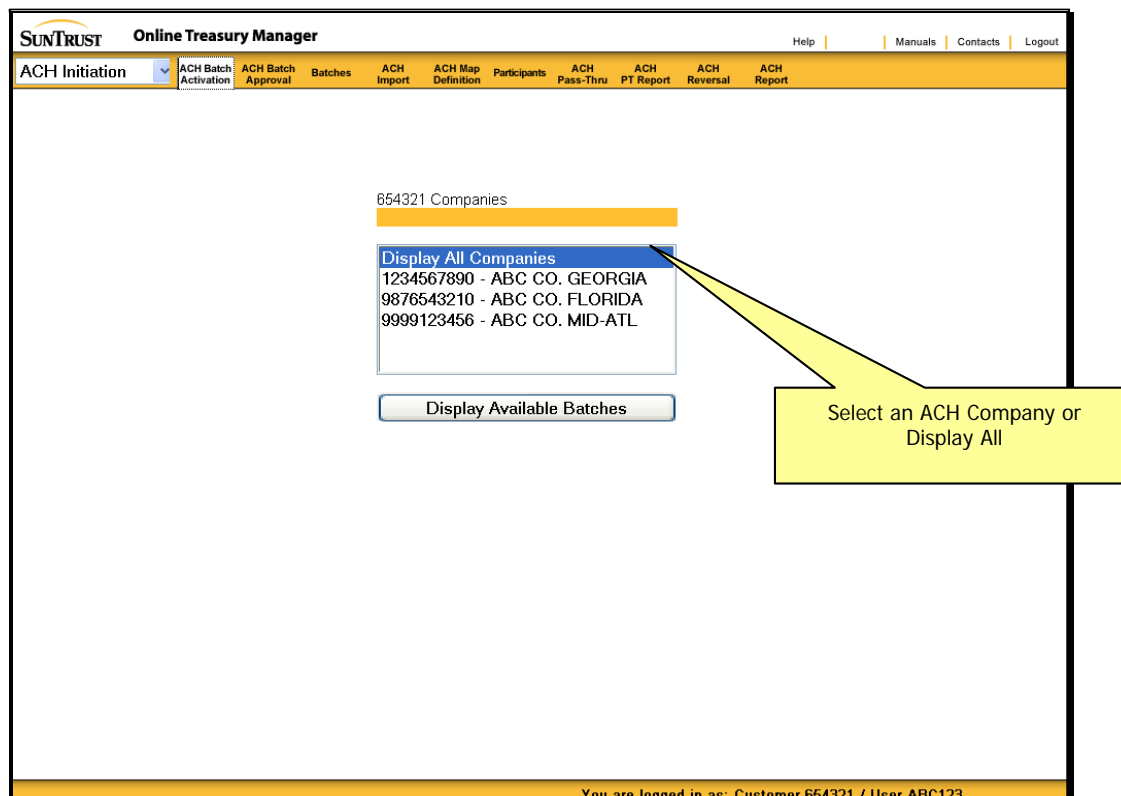 SUNTRUST Online Treasury Manager
Help Manuals Contacts Logout
ACH Initiation
ACH Batch Activation
ACH Batch Approval
Batches
ACH Import
ACH Map Definition
Participants
ACH Pass-Thru
ACH PT Report
ACH Reversal
ACH Report
654321 Companies
Display All Companies
1234567890 - ABC CO. GEORGIA
9876543210 - ABC CO. FLORIDA
9999123456 - ABC CO. MID-ATL
Display Available Batches
Select an ACH Company or
Display All
You are logged in as: Customer 654321 / User ABC123